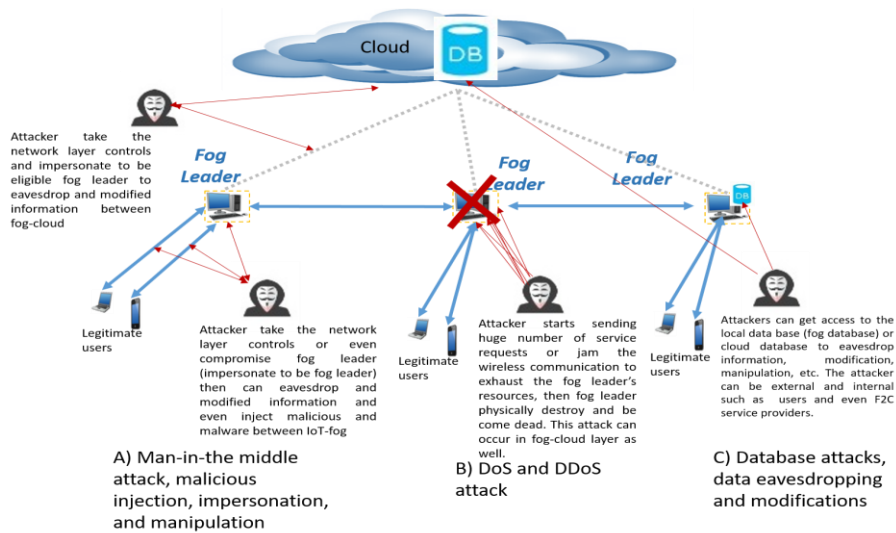 Cloud
DB
Attacker take the
network layer controls
and impersonate to be
eligible fog leader to
eavesdrop and modified
information between
fog-cloud
Fog
Leader
Fog
Leader
Fog
Leader
DB
Legitimate
users
Attacker take the network
layer controls or even
compromise fog leader
(impersonate to be fog leader)
then can eavesdrop and
modified information and
even inject malicious and
malware between IoT-fog
Legitimate
users
Attacker starts sending
huge number of service
requests or jam the
wireless communication to
exhaust the fog leader's
resources, then fog leader
physically destroy and be
come dead. This attack can
occur in fog-cloud layer as
well.
Legitimate
users
Attackers can get access to the
local data base (fog database) or
cloud database to eavesdrop
information, modification,
manipulation, etc. The attacker
can be external and internal
such as users and even F2C
service providers.
A) Man-in-the middle
attack, malicious
injection, impersonation,
and manipulation
B) DoS and DDoS
attack
C) Database attacks,
data eavesdropping
and modifications